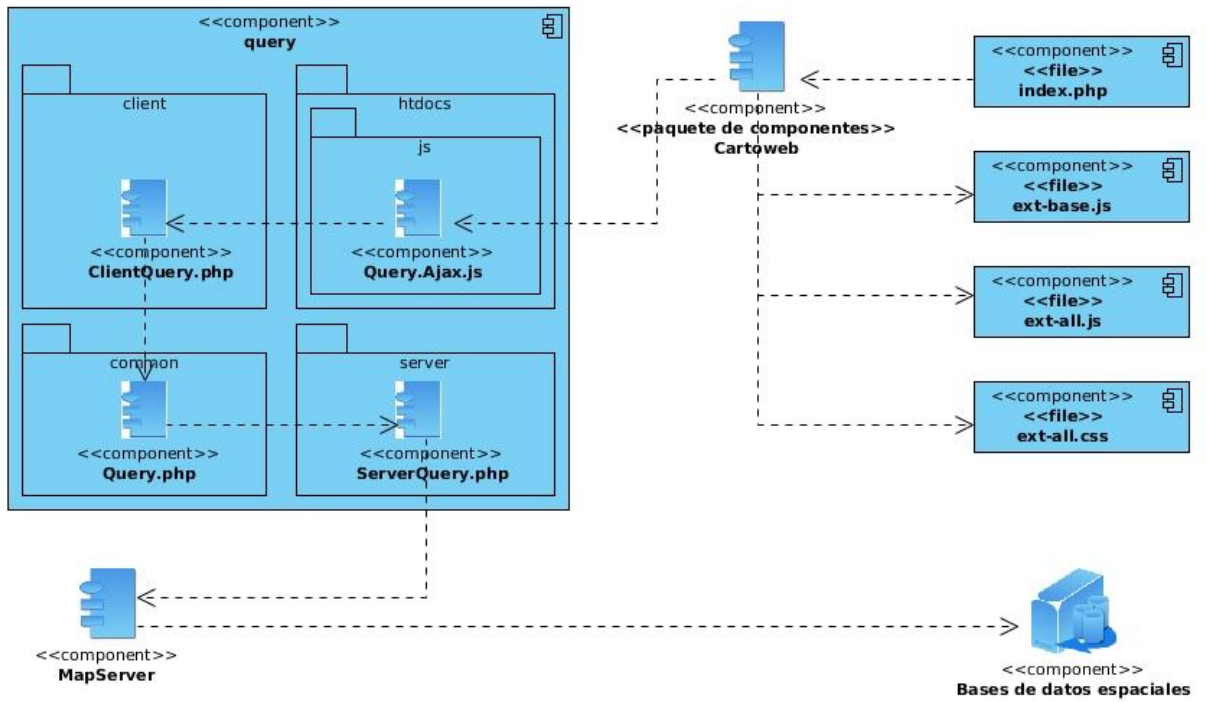 <<component>>
query
client
htdocs
js
<<component>>
ClientQuery.php
<<component>>
Query.Ajax.js
common
server
<<component>>
Query.php
<<component>>
ServerQuery.php
<<component>>
<<paquete de componentes>>
Cartoweb
<<component>>
<<file>>
index.php
<<component>>
<<file>>
ext-base.js
<<component>>
<<file>>
ext-all.js
<<component>>
<<file>>
ext-all.css
<<component>>
MapServer
<<component>>
Bases de datos espaciales